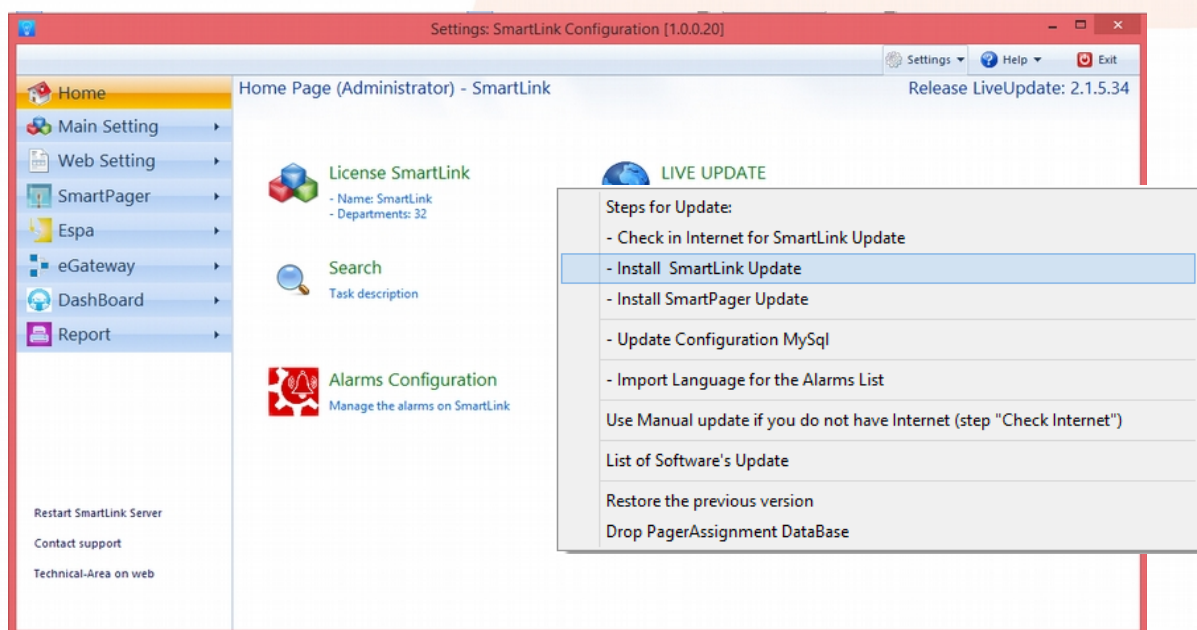 Settings: SmartLink Configuration [1.0.0.20]
Settings
Help
Exit
Home
Main Setting
Web Setting
SmartPager
Espa
eGateway
DashBoard
Report
Restart SmartLink Server
Contact support
Technical-Area on web
Home Page (Administrator) - SmartLink
Release LiveUpdate: 2.1.5.34
License SmartLink
- Name: SmartLink
- Departments: 32
Search
Task description
Alarms Configuration
Manage the alarms on SmartLink
LIVE UPDATE
Steps for Update:
- Check in Internet for SmartLink Update
- Install  SmartLink Update
- Install SmartPager Update
- Update Configuration MySql
- Import Language for the Alarms List
Use Manual update if you do not have Internet (step "Check Internet")
List of Software's Update
Restore the previous version
Drop PagerAssignment DataBase